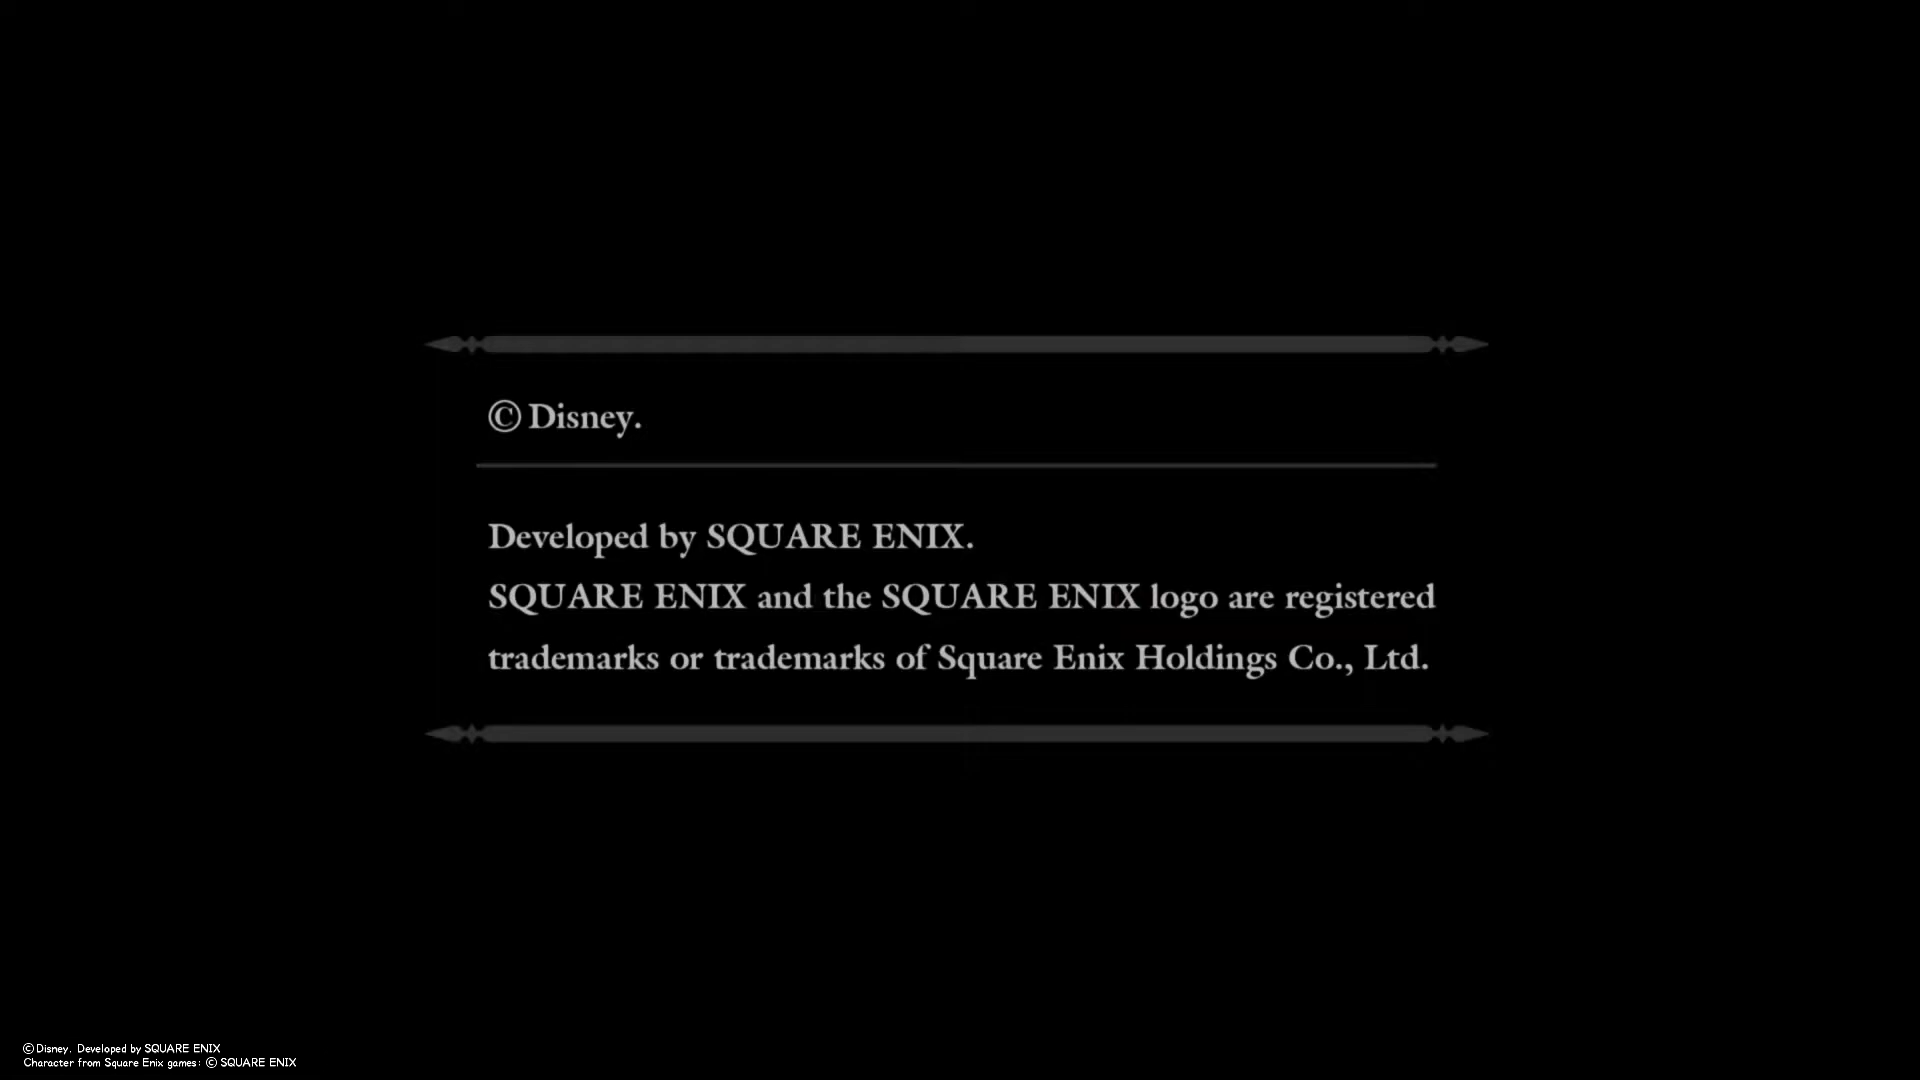 © Disney.
Developed by SQUARE ENIX.
SQUARE ENIX and the SQUARE ENIX logo are registered
trademarks or trademarks of Square Enix Holdings Co., Ltd.
© Disney. Developed by SQUARE ENIX
Character from Square Enix games: © SQUARE ENIX